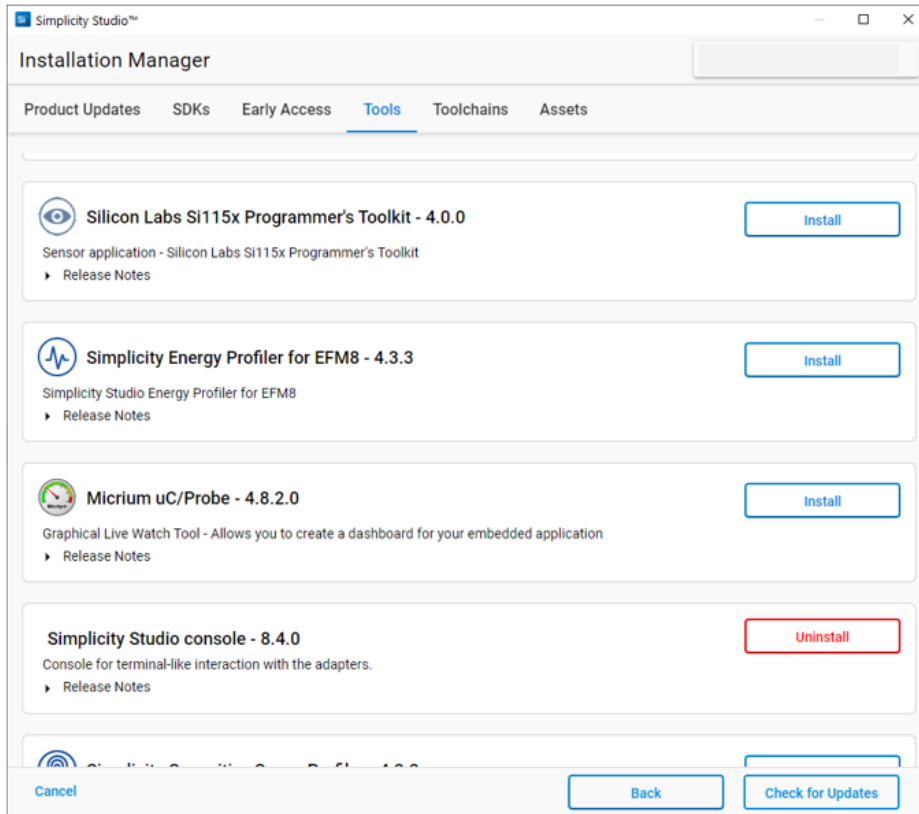 Simplicity Studio™
Installation Manager
Product Updates SDKs Early Access Tools Toolchains Assets
Silicon Labs Si115x Programmer's Toolkit - 4.0.0
Install
Sensor application - Silicon Labs Si115x Programmer's Toolkit
Release Notes
Simplicity Energy Profiler for EFM8 - 4.3.3
Install
Simplicity Studio Energy Profiler for EFM8
Release Notes
Micrium uC/Probe - 4.8.2.0
Install
Graphical Live Watch Tool - Allows you to create a dashboard for your embedded application
Release Notes
Simplicity Studio console - 8.4.0
Uninstall
Console for terminal-like interaction with the adapters.
Release Notes
Cancel Back Check for Updates